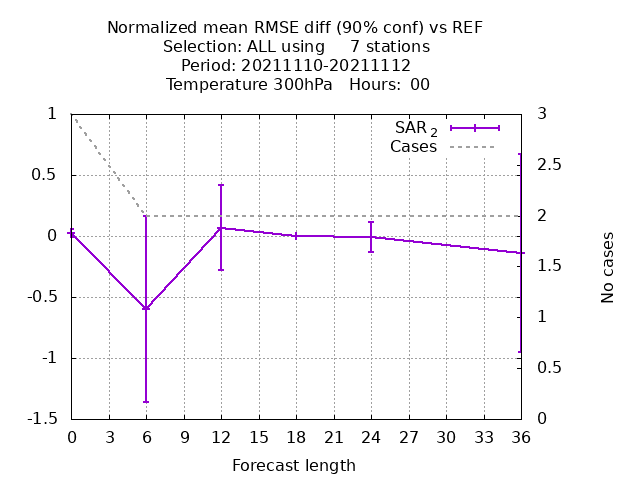 Normalized mean RMSE diff (90% conf) vs REF
Selection: ALL using     7 stations
Period: 20211110-20211112
Temperature 300hPa   Hours:  00
1
0.5
0
-0.5
-1
-1.5
3
2.5
2
1.5
1
0.5
0
SAR 2
Cases
No cases
0 3 6 9 12 15 18 21 24 27 30 33 36
Forecast length